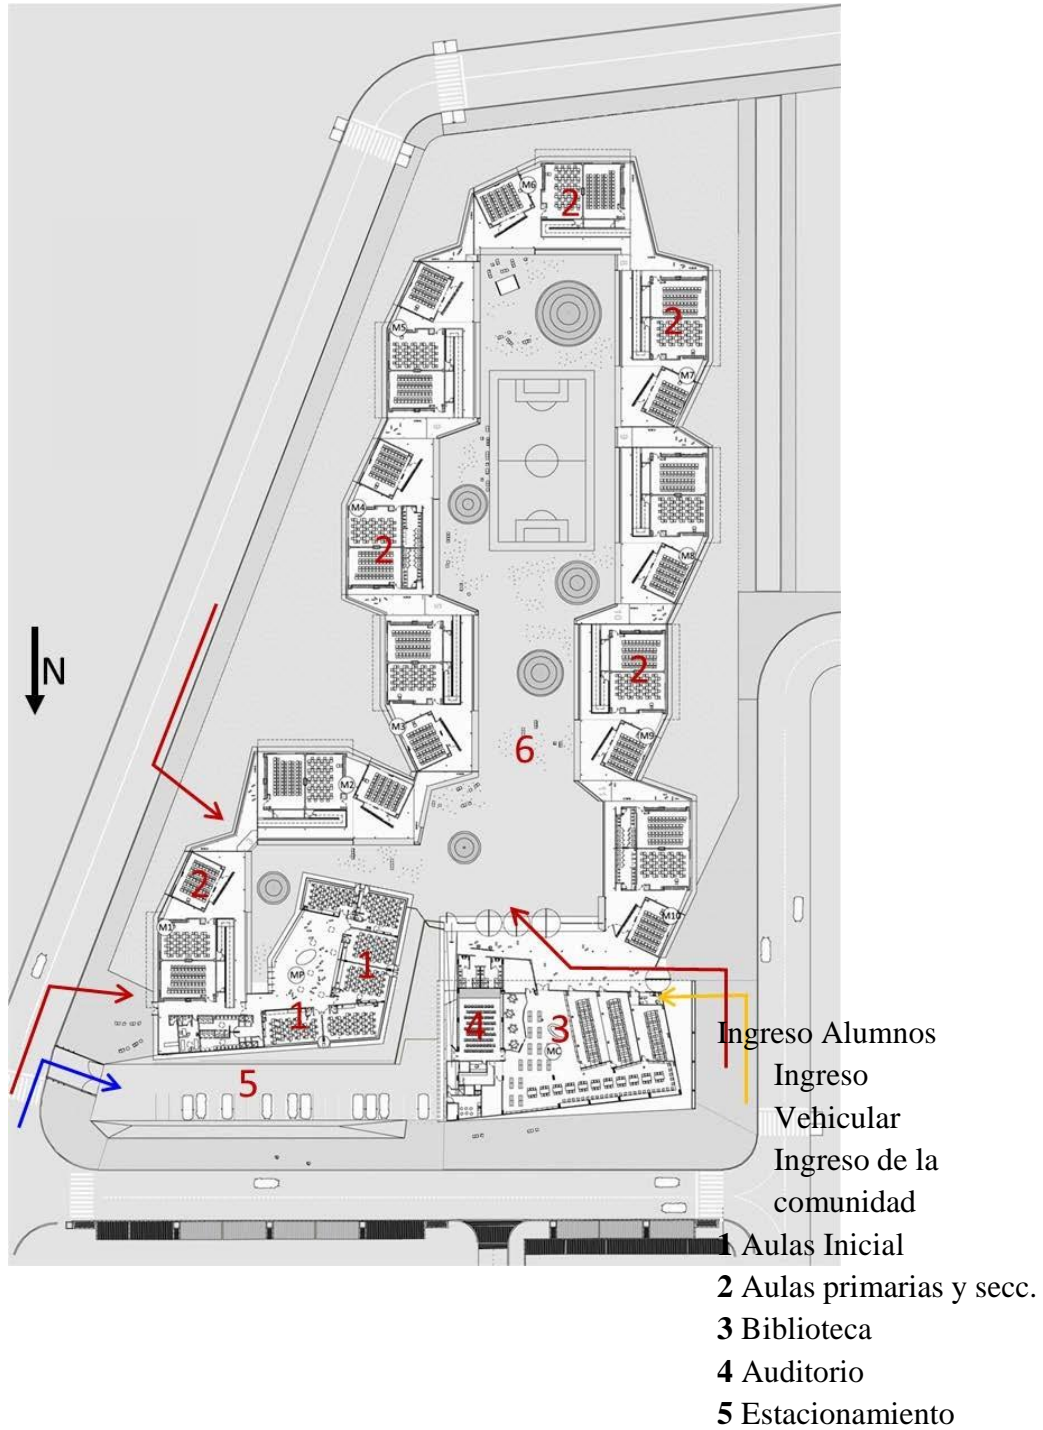 M6
2
2
M5
M7
M4
2
M8
N
2
M3
M9
6
M2
2
M10
M1
1
MP
1
4
3
MC
5
Ingreso Alumnos
Ingreso
Vehicular
Ingreso de la
comunidad
1 Aulas Inicial
2 Aulas primarias y secc.
3 Biblioteca
4 Auditorio
5 Estacionamiento